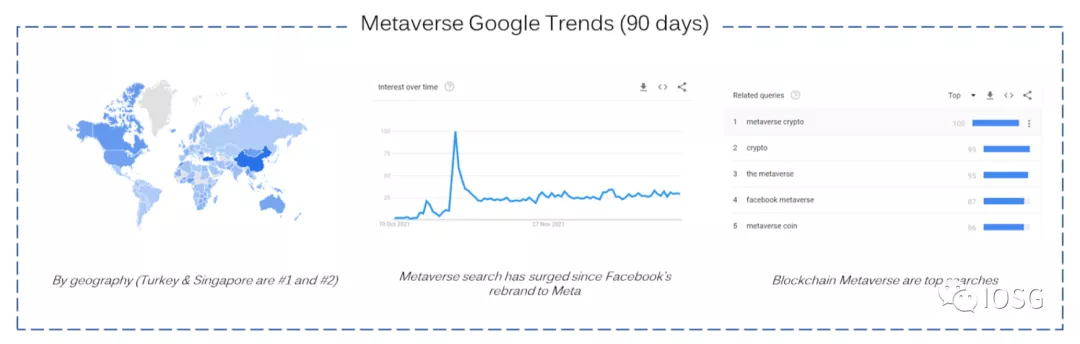 Metaverse Google Trends (90 days)
By geography (Turkey & Singapore are #1 and #2)
Interest over time
100
75
50
25
10 Oct 2021
27 Nov 2021
Metaverse search has surged since Facebook's
rebrand to Meta
Related queries
Top
1 metaverse crypto 100
2 crypto 95
3 the metaverse 95
4 facebook metaverse 87
5 metaverse coin 86
Blockchain Metaverse are top searches
IOSG